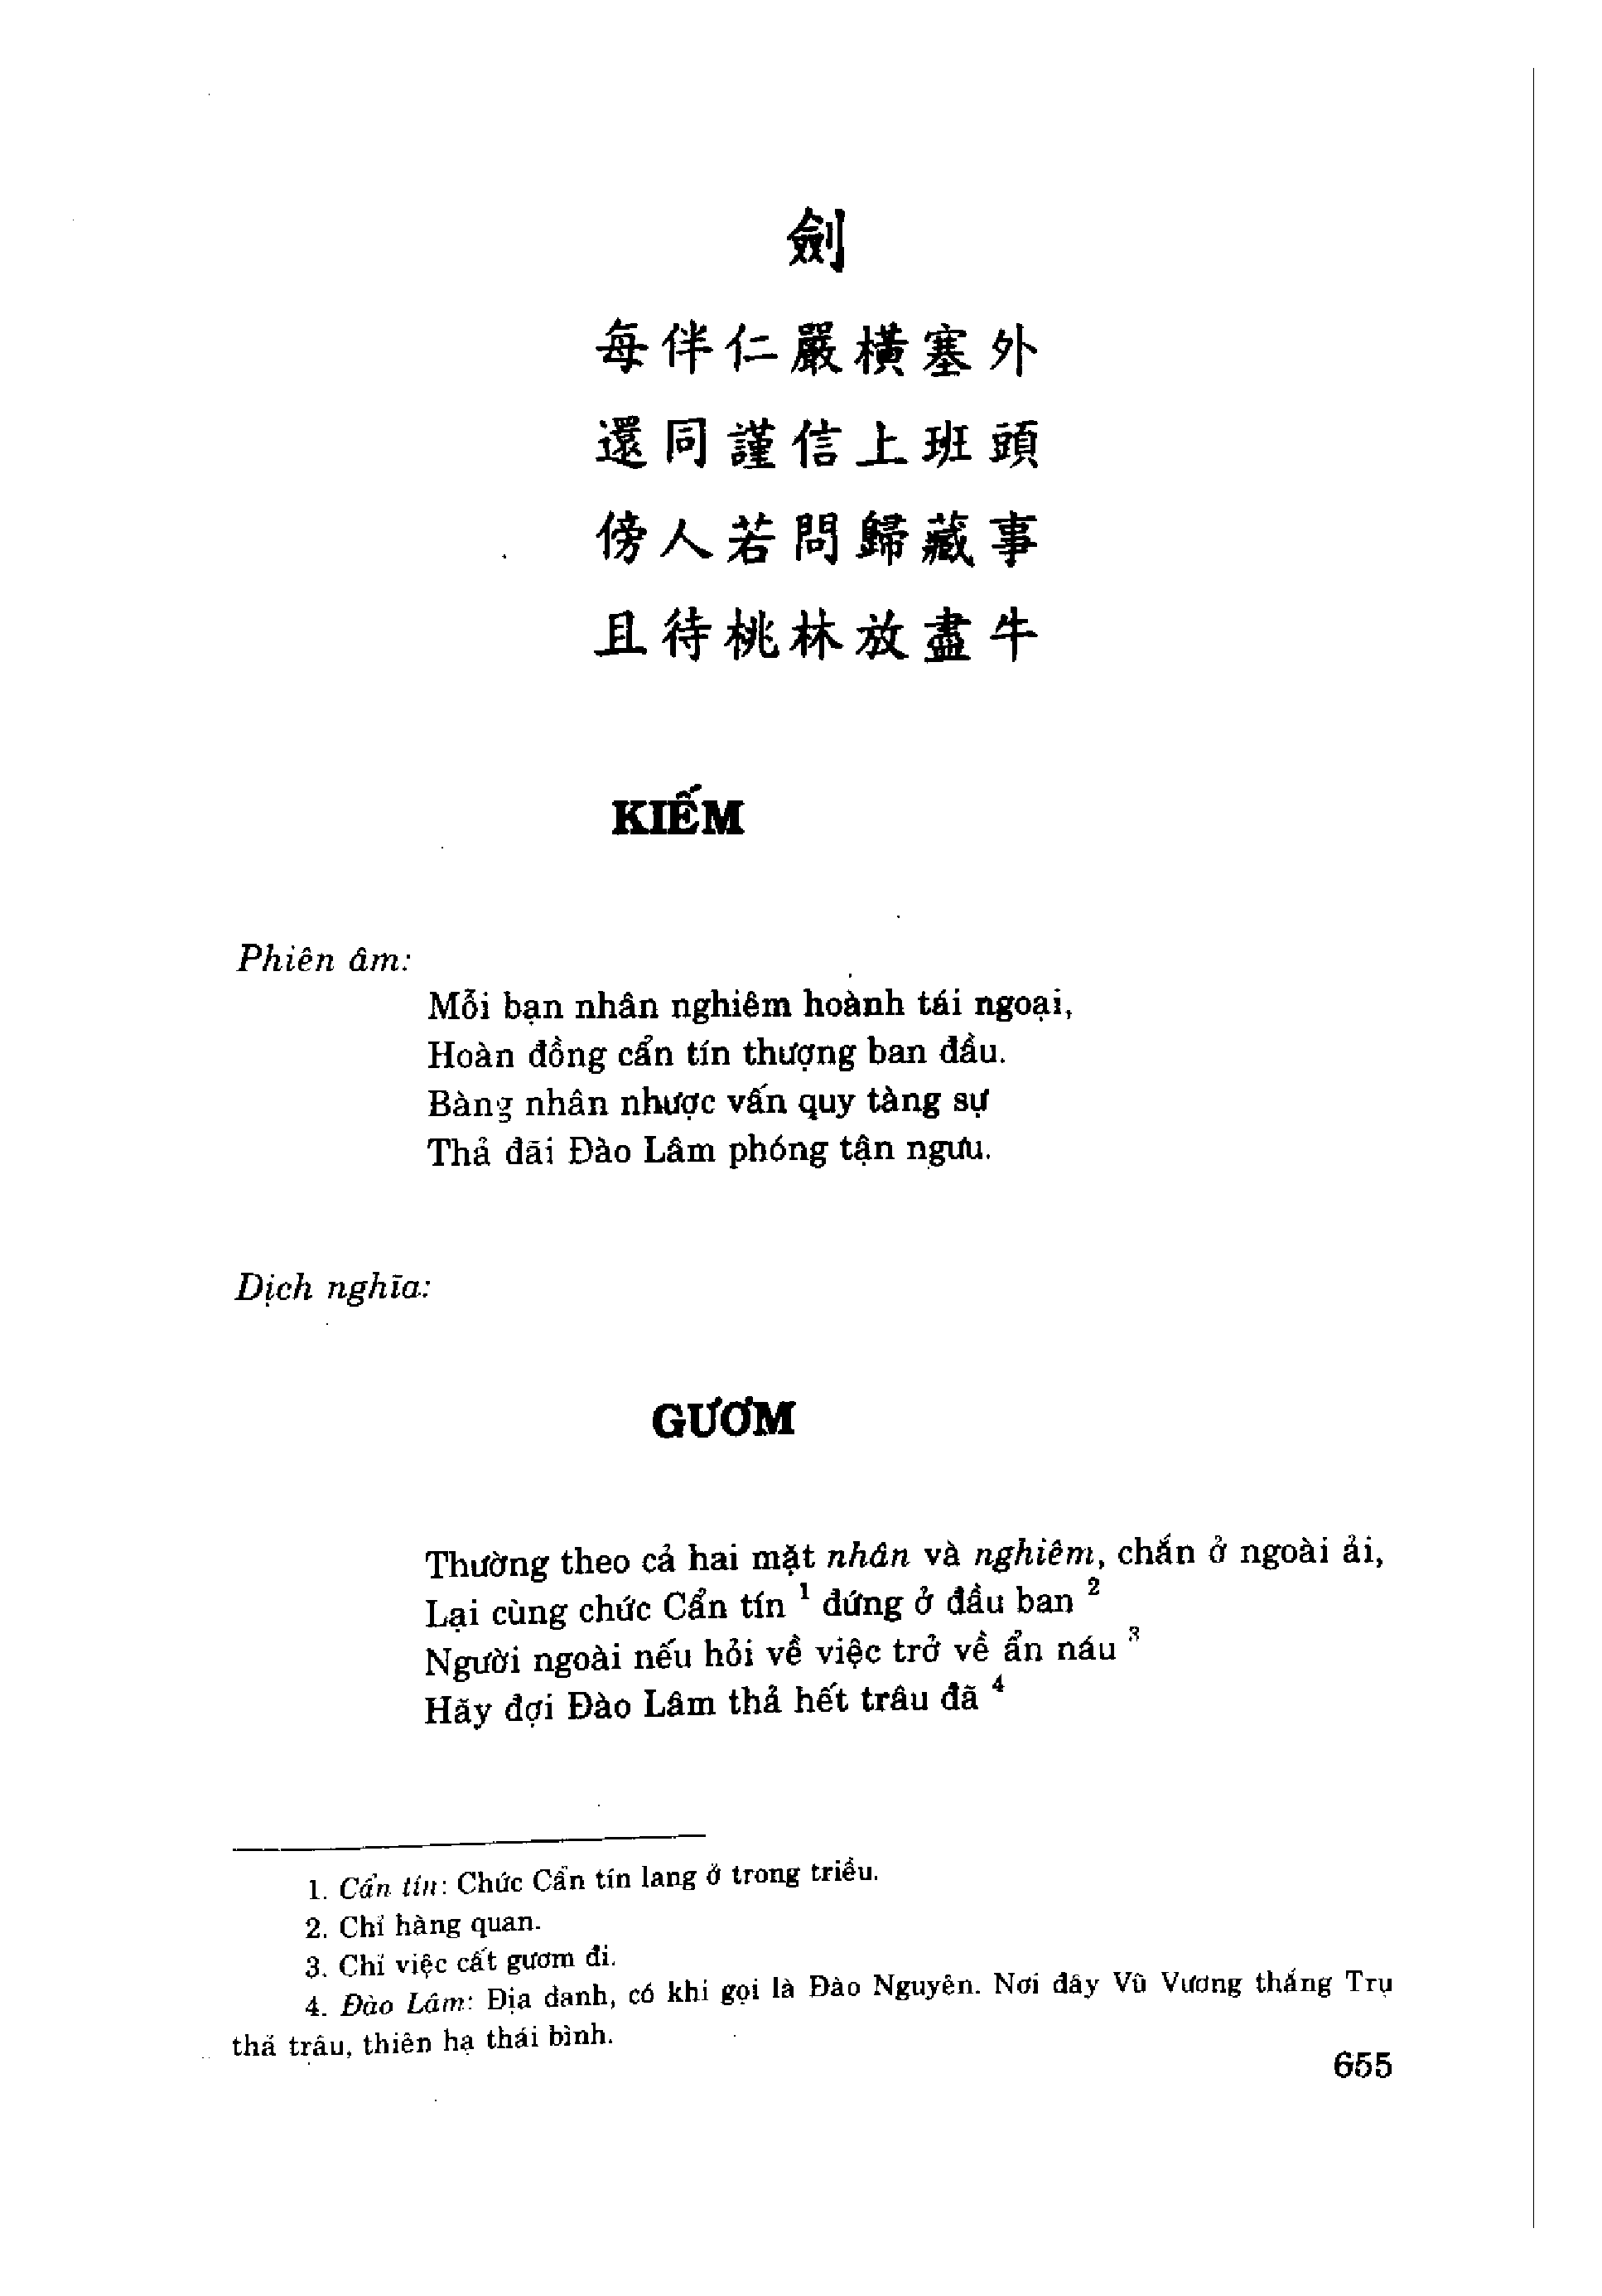 劍
每伴仁嚴橫塞外
還同謹信上班頭
傍人若問歸藏事
且待桃林放盡牛
KIẾM
Phiên âm:
Mỗi bạn nhân nghiêm hoành tái ngoại,
Hoàn đồng cẩn tín thượng ban đầu.
Bàng nhân nhược vấn quy tàng sự
Thả đãi Đào Lâm phóng tận ngưu.
Dịch nghĩa:
GƯƠM
Thường theo cả hai mặt nhân và nghiêm, chắn ở ngoài ải,
Lại cùng chức Cẩn tín ¹ đứng ở đầu ban ²
Người ngoài nếu hỏi về việc trở về ẩn náu ³
Hãy đợi Đào Lâm thả hết trâu đã ⁴
1. Cẩn tín: Chức Cẩn tín lang ở trong triều.
2. Chỉ hàng quan.
3. Chỉ việc cất gươm đi.
4. Đào Lâm: Địa danh, có khi gọi là Đào Nguyên. Nơi đây Vũ Vương thắng Trụ
thả trâu, thiên hạ thái bình.
655